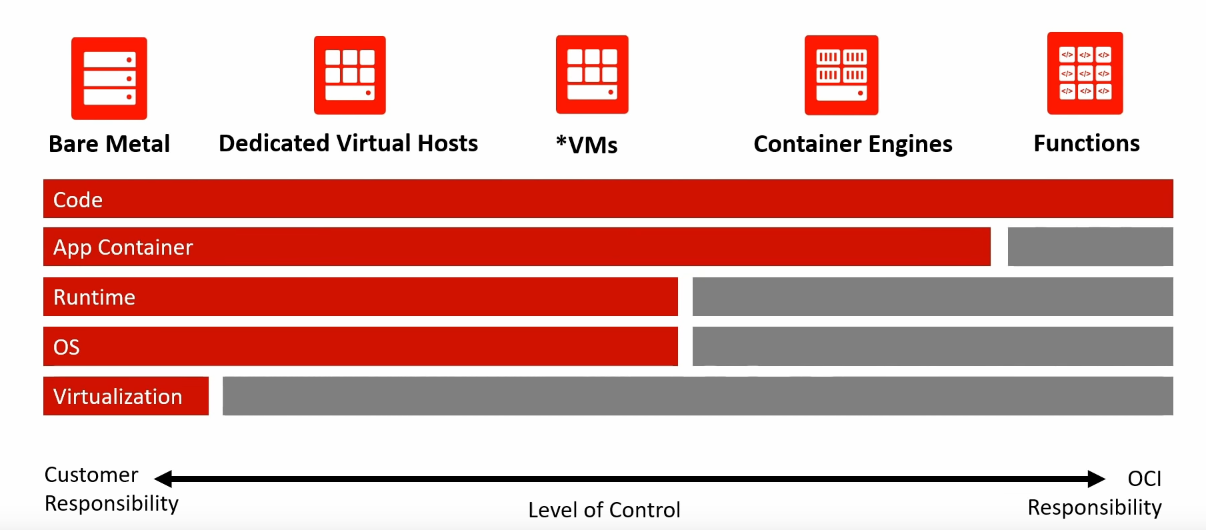 Bare Metal
Dedicated Virtual Hosts
*VMs
Container Engines
Functions
Code
App Container
Runtime
OS
Virtualization
Customer
Responsibility
Level of Control
OCI
Responsibility